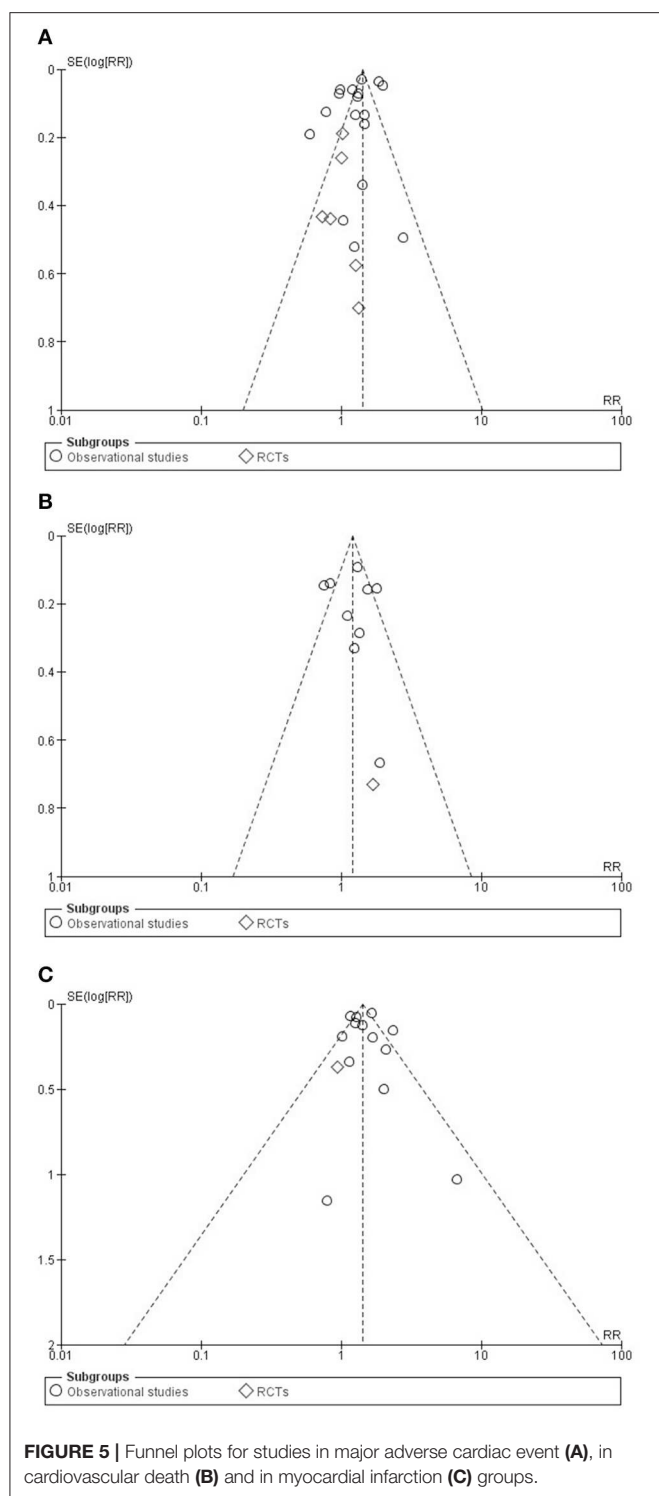 A
SE(log[RR])
0
0.2
0.4
0.6
0.8
1
RR
0.01
0.1
1
10
100
Subgroups
Observational studies
RCTs
B
SE(log[RR])
0
0.2
0.4
0.6
0.8
1
RR
0.01
0.1
1
10
100
Subgroups
Observational studies
RCTs
C
SE(log[RR])
0
0.5
1
1.5
2
RR
0.01
0.1
1
10
100
Subgroups
Observational studies
RCTs
FIGURE 5 | Funnel plots for studies in major adverse cardiac event (A), in
cardiovascular death (B) and in myocardial infarction (C) groups.